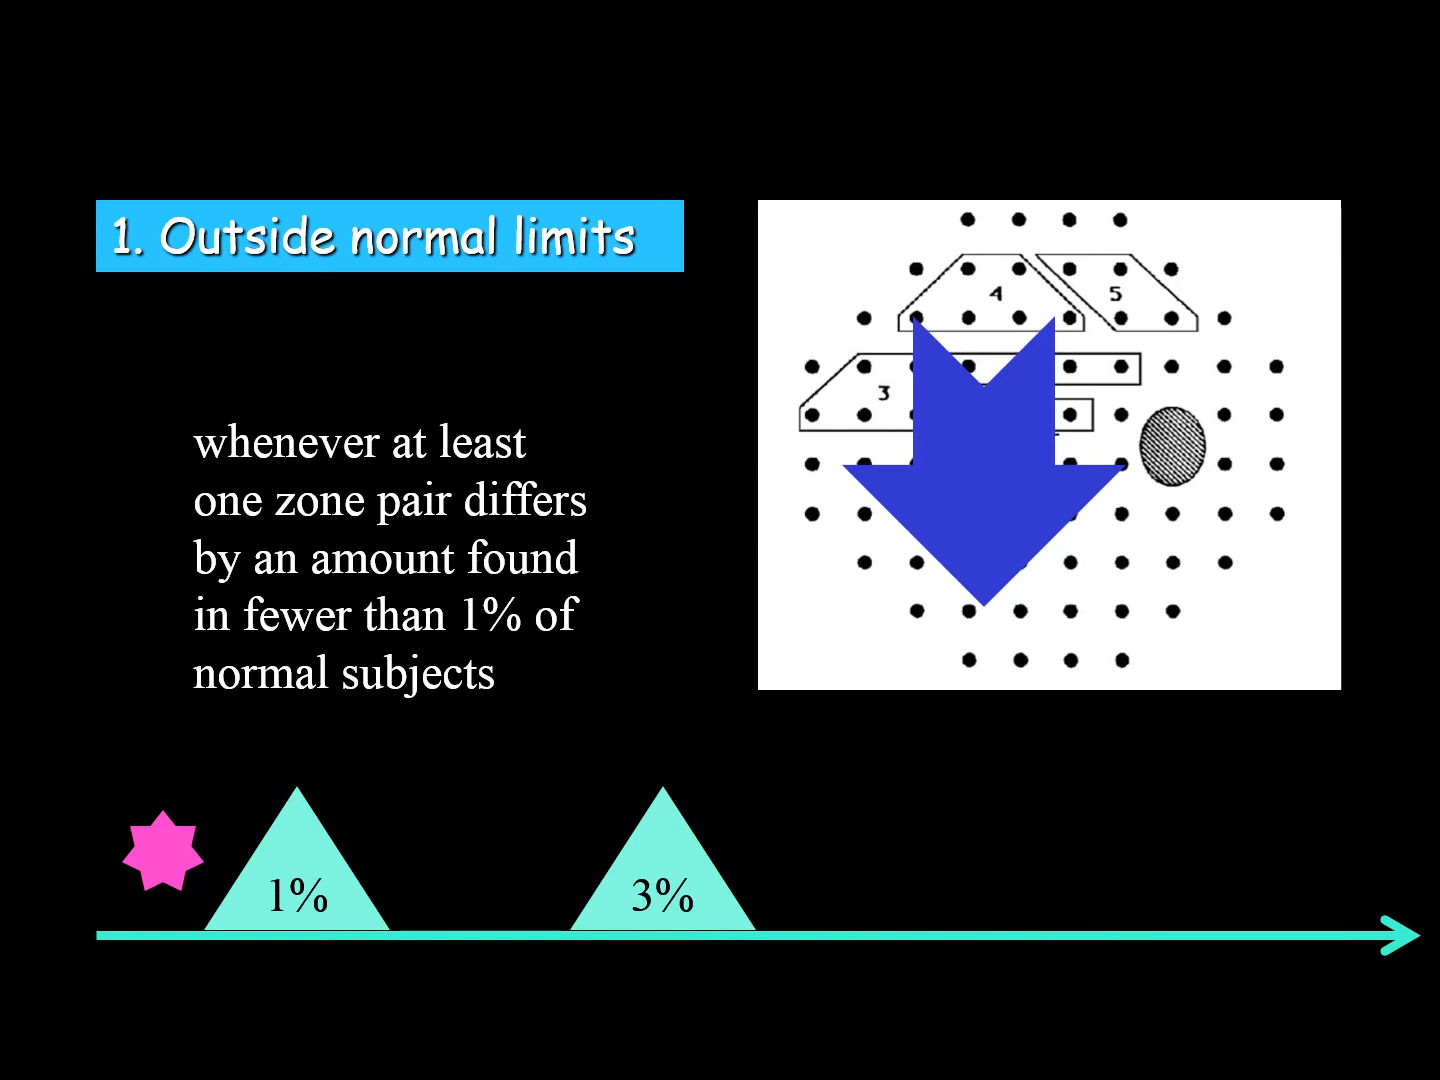 1. Outside normal limits
4
5
3
whenever at least
one zone pair differs
by an amount found
in fewer than 1% of
normal subjects
1%
3%